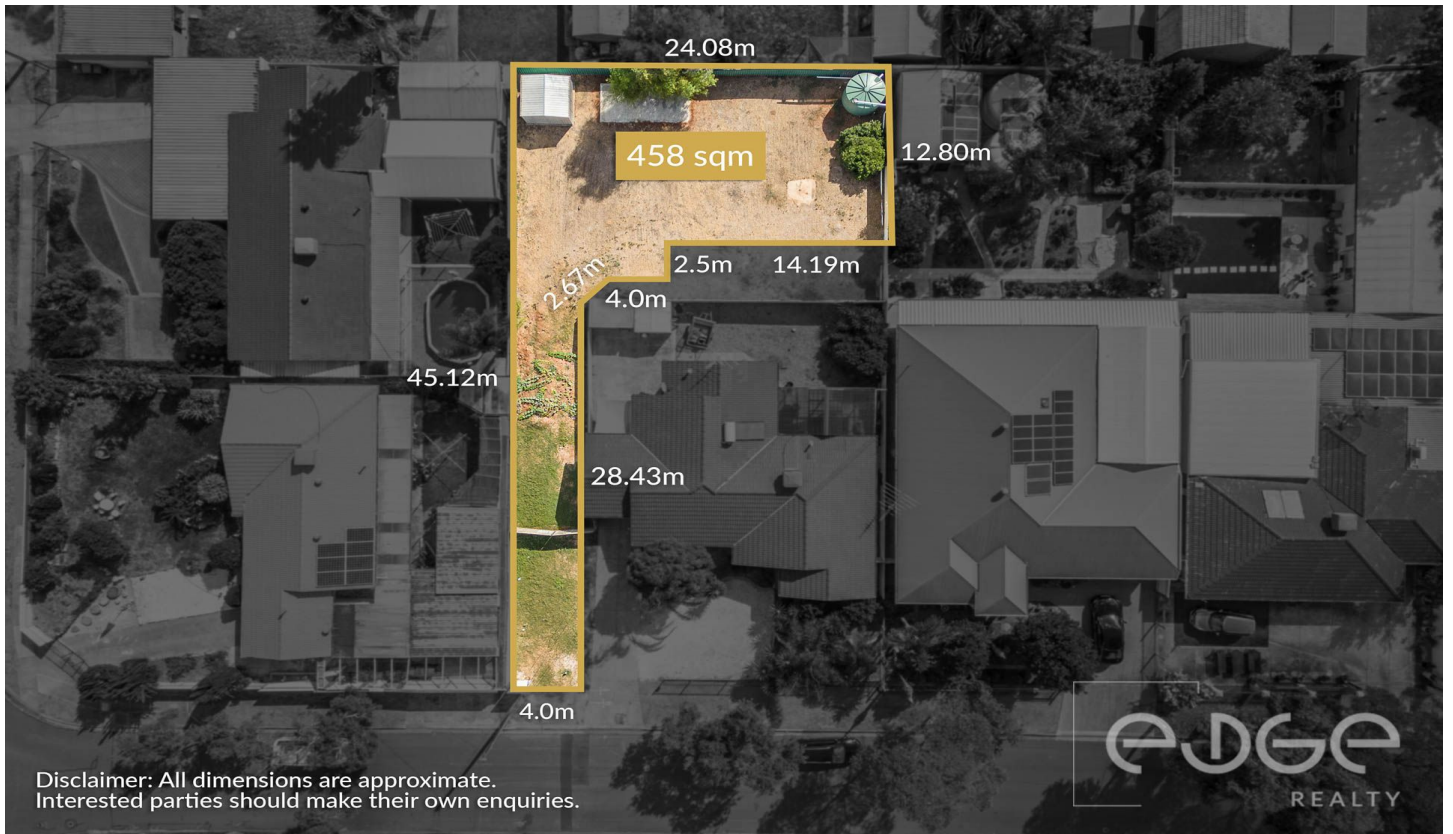 24.08m
458 sqm
12.80m
2.5m
14.19m
2.67m
4.0m
45.12m
28.43m
4.0m
Disclaimer: All dimensions are approximate.
Interested parties should make their own enquiries.
eDGe
REALTY